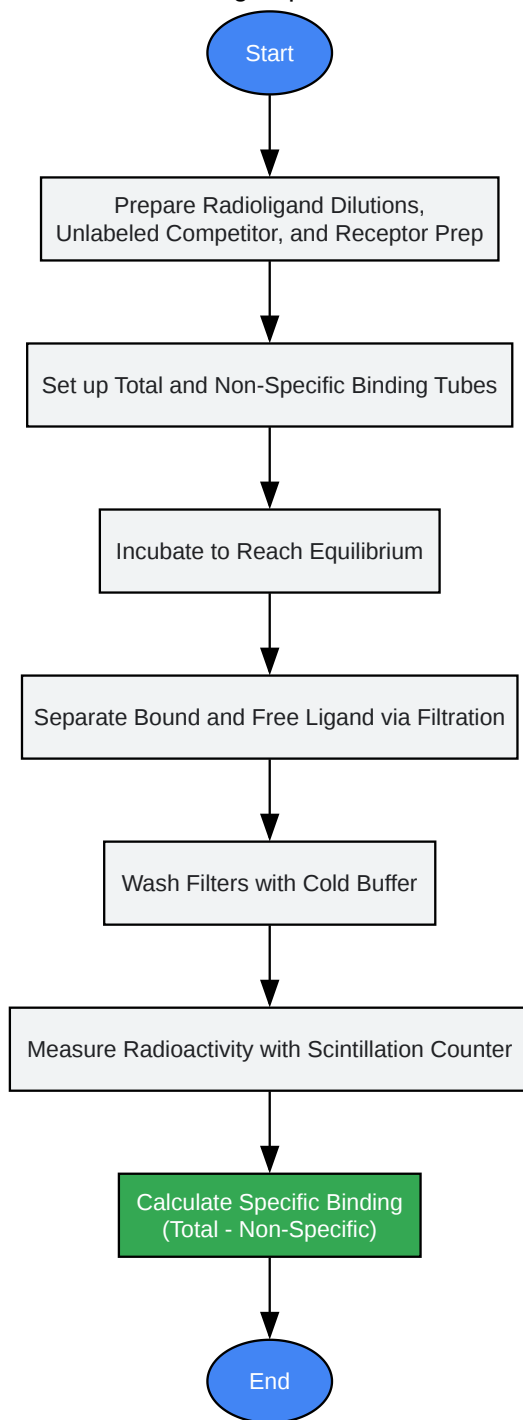 Start
Prepare Radioligand Dilutions,
Unlabeled Competitor, and Receptor Prep
Set up Total and Non-Specific Binding Tubes
Incubate to Reach Equilibrium
Separate Bound and Free Ligand via Filtration
Wash Filters with Cold Buffer
Measure Radioactivity with Scintillation Counter
Calculate Specific Binding
(Total - Non-Specific)
End